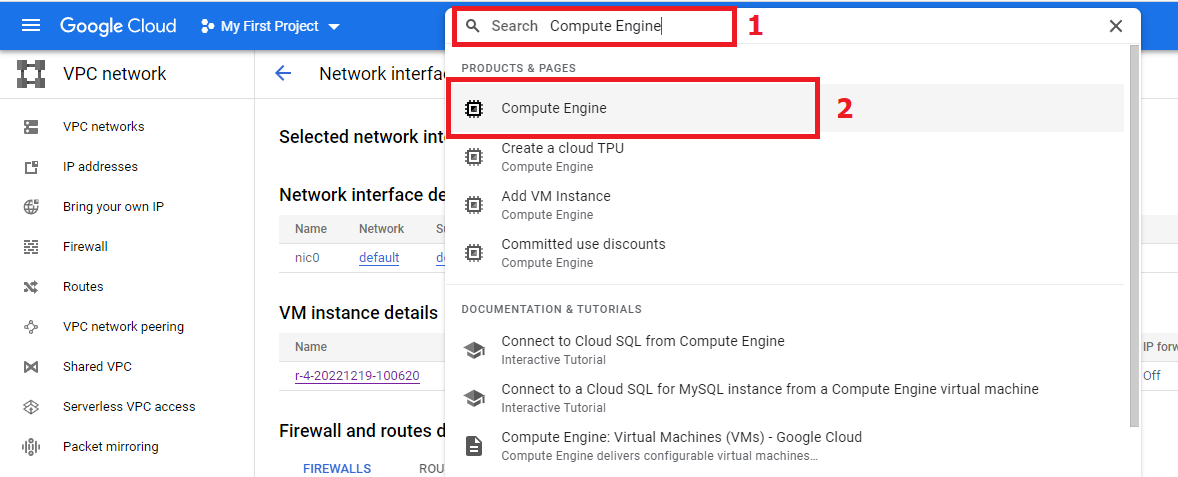 Google Cloud
My First Project
Search Compute Engine
1
VPC network
Network interfa
PRODUCTS & PAGES
Compute Engine
2
Create a cloud TPU
Compute Engine
Add VM Instance
Compute Engine
Committed use discounts
Compute Engine
DOCUMENTATION & TUTORIALS
Connect to Cloud SQL from Compute Engine
Interactive Tutorial
Connect to a Cloud SQL for MySQL instance from a Compute Engine virtual machine
Interactive Tutorial
Compute Engine: Virtual Machines (VMs) - Google Cloud
Compute Engine delivers configurable virtual machines...
VPC networks
IP addresses
Bring your own IP
Firewall
Routes
VPC network peering
Shared VPC
Serverless VPC access
Packet mirroring
Selected network int
Network interface de
Name Network Su
nic0 default de
VM instance details
Name IP forw
r-4-20221219-100620 Off
Firewall and routes d
FIREWALLS ROU